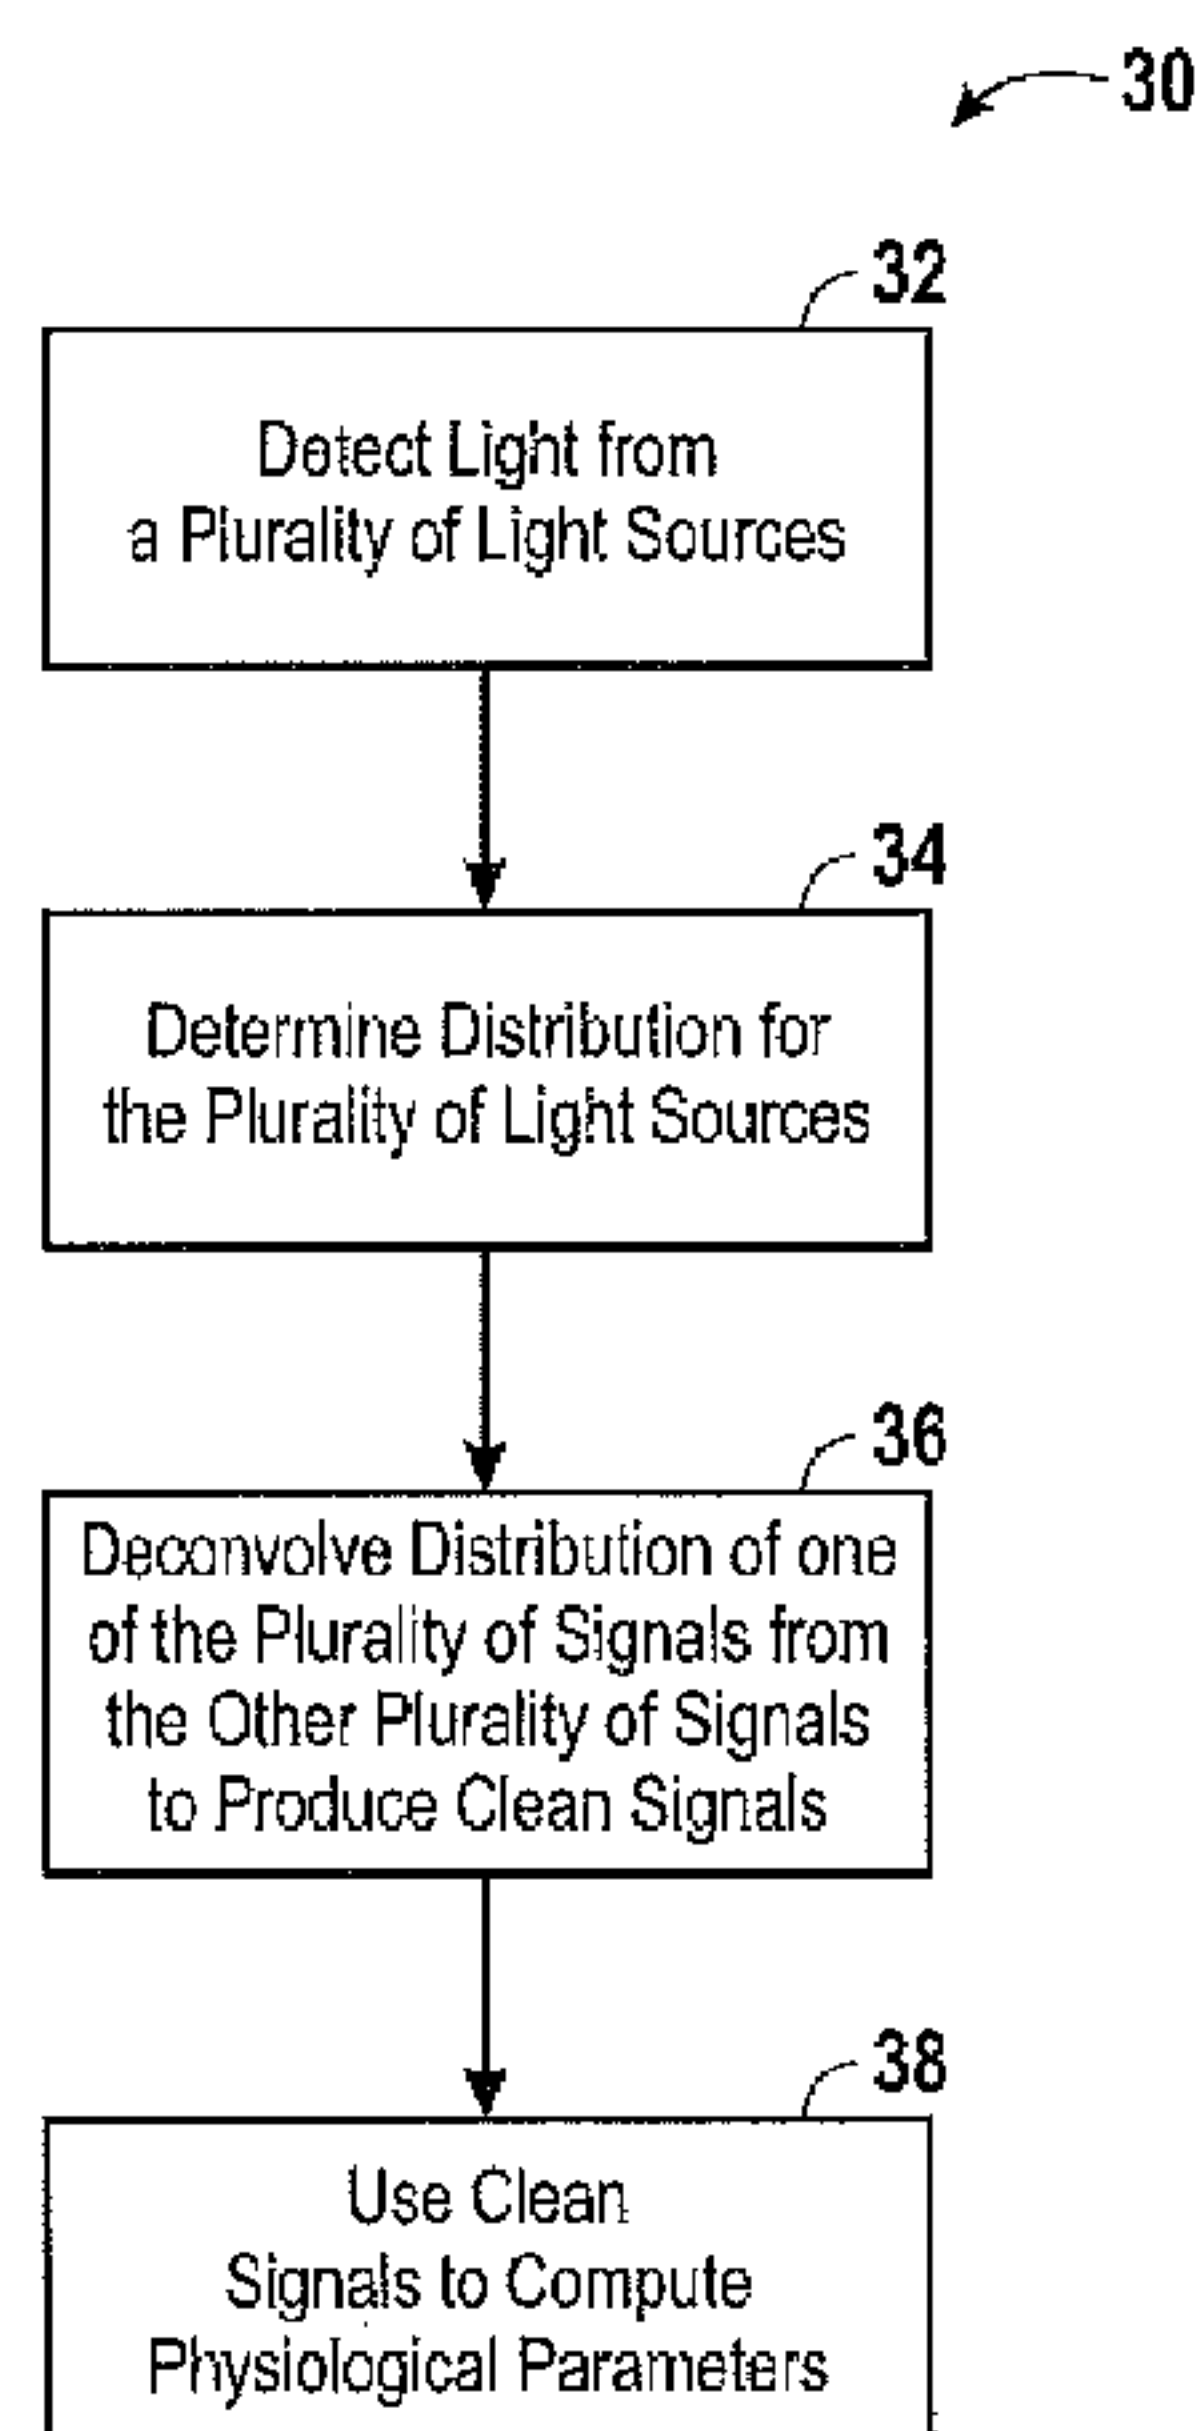 30
32
Detect Light from
a Plurality of Light Sources
34
Determine Distribution for
the Plurality of Light Sources
36
Deconvolve Distribution of one
of the Plurality of Signals from
the Other Plurality of Signals
to Produce Clean Signals
38
Use Clean
Signals to Compute
Physiological Parameters